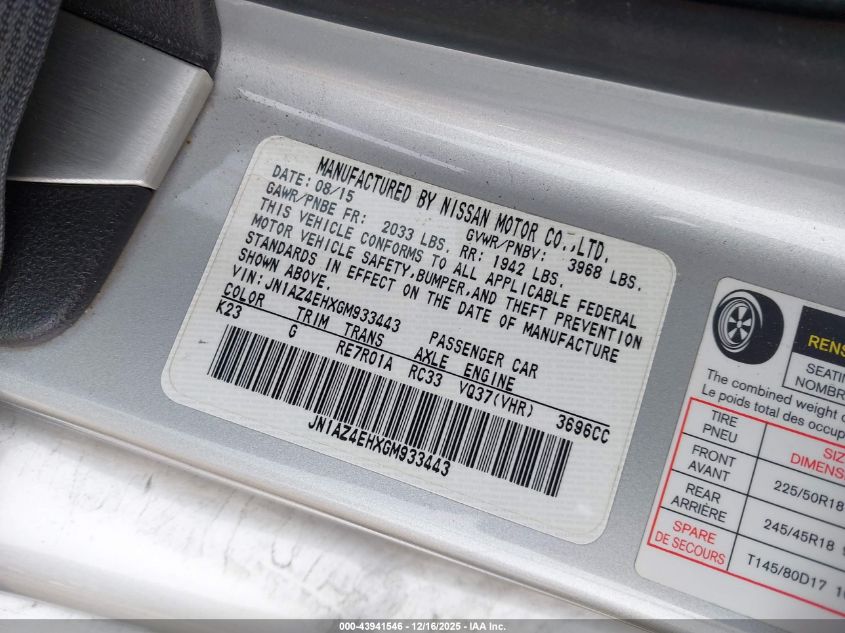 MANUFACTURED BY NISSAN MOTOR CO.,LTD.
DATE: 08/15 GVWR/PNBV: 3968 LBS.
GAWR/PNBE FR: 2033 LBS. RR: 1942 LBS.
THIS VEHICLE CONFORMS TO ALL APPLICABLE FEDERAL
MOTOR VEHICLE SAFETY,BUMPER,AND THEFT PREVENTION
STANDARDS IN EFFECT ON THE DATE OF MANUFACTURE
SHOWN ABOVE.
VIN: JN1AZ4EHXGM933443 PASSENGER CAR
COLOR TRIM TRANS AXLE ENGINE
K23 G RE7R01A RC33 VQ37(VHR) 3696CC
JN1AZ4EHXGM933443
RENS
SEATIN
NOMBR
The combined weight o
Le poids total des occup
TIRE
PNEU
SIZ
DIMENS
FRONT
AVANT
225/50R18
REAR
ARRIÈRE
245/45R18
SPARE
DE SECOURS
T145/80D17
000-43941546 - 12/16/2025 - IAA Inc.